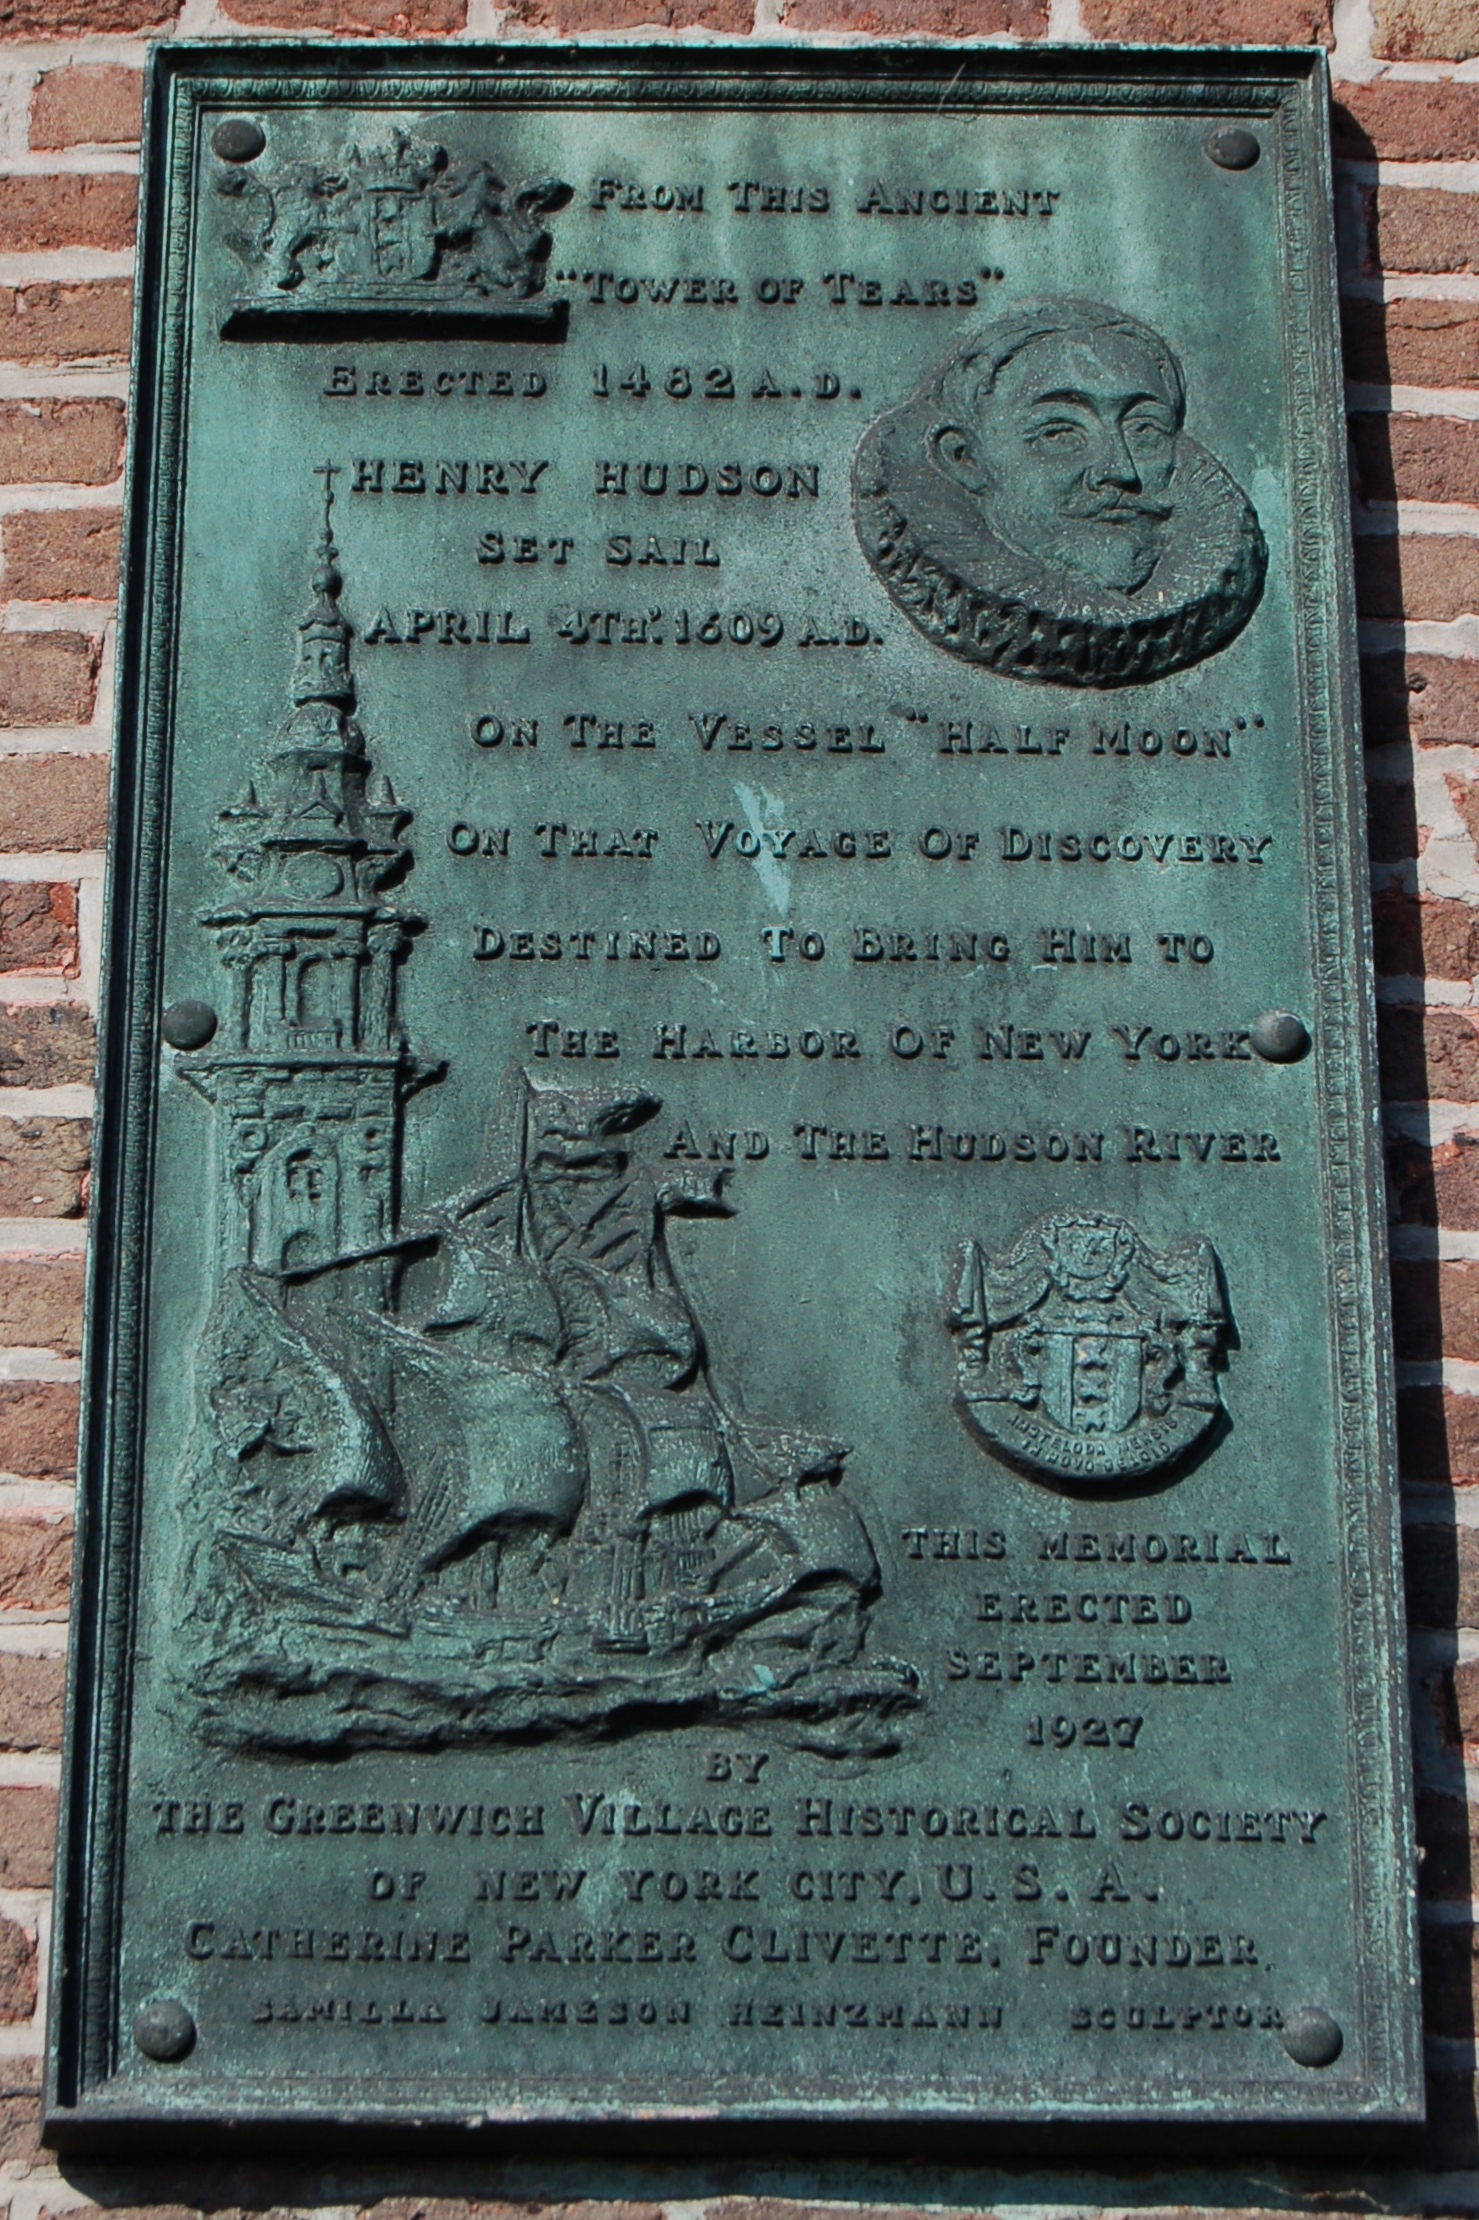 FROM THIS ANCIENT
"TOWER OF TEARS"
ERECTED 1482 A.D.
HENRY HUDSON
SET SAIL
APRIL 4TH. 1609 A.D.
ON THE VESSEL "HALF MOON"
ON THAT VOYAGE OF DISCOVERY
DESTINED TO BRING HIM TO
THE HARBOR OF NEW YORK
AND THE HUDSON RIVER
THIS MEMORIAL
ERECTED
SEPTEMBER
1927
BY
THE GREENWICH VILLAGE HISTORICAL SOCIETY
OF NEW YORK CITY, U.S.A.
CATHERINE PARKER CLIVETTE, FOUNDER
SAMILLA JAMESON HEINZMANN SCULPTOR